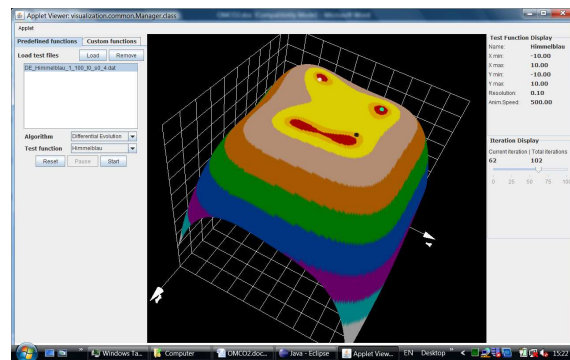 Applet Viewer: visualization.common.Manager.class
Applet
Predefined functions Custom functions
Load test files Load Remove
DE_Himmelblau_1_100_l0_s0_4.dat
Algorithm Differential Evolution
Test function Himmelblau
Reset Pause Start
Test Function Display
Name: Himmelblau
X min: -10.00
X max: 10.00
Y min: -10.00
Y max: 10.00
Resolution: 0.10
Anim.Speed: 500.00
Iteration Display
Current iteration | Total iterations
62 102
0 25 50 75 100
Windows Ta... Computer OMCO2.doc... Java - Eclipse Applet View... EN Desktop 15:22